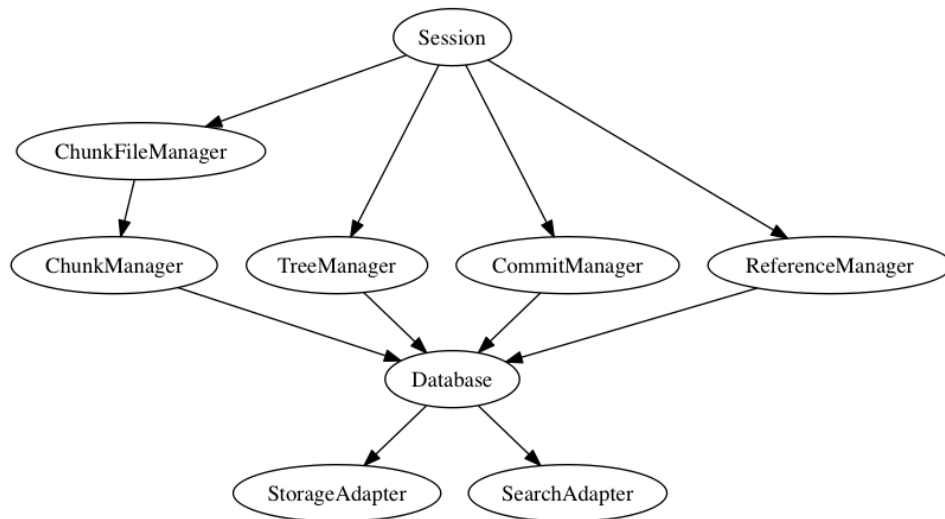 Session
ChunkFileManager
ChunkManager
TreeManager
CommitManager
ReferenceManager
Database
StorageAdapter
SearchAdapter